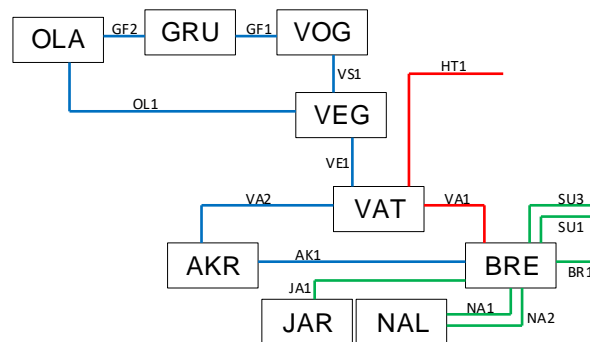 OLA
GF2
GRU
GF1
VOG
VS1
HT1
OL1
VEG
VE1
VA2
VAT
VA1
SU3
SU1
AKR
AK1
BRE
BR1
JA1
JAR
NAL
NA1
NA2